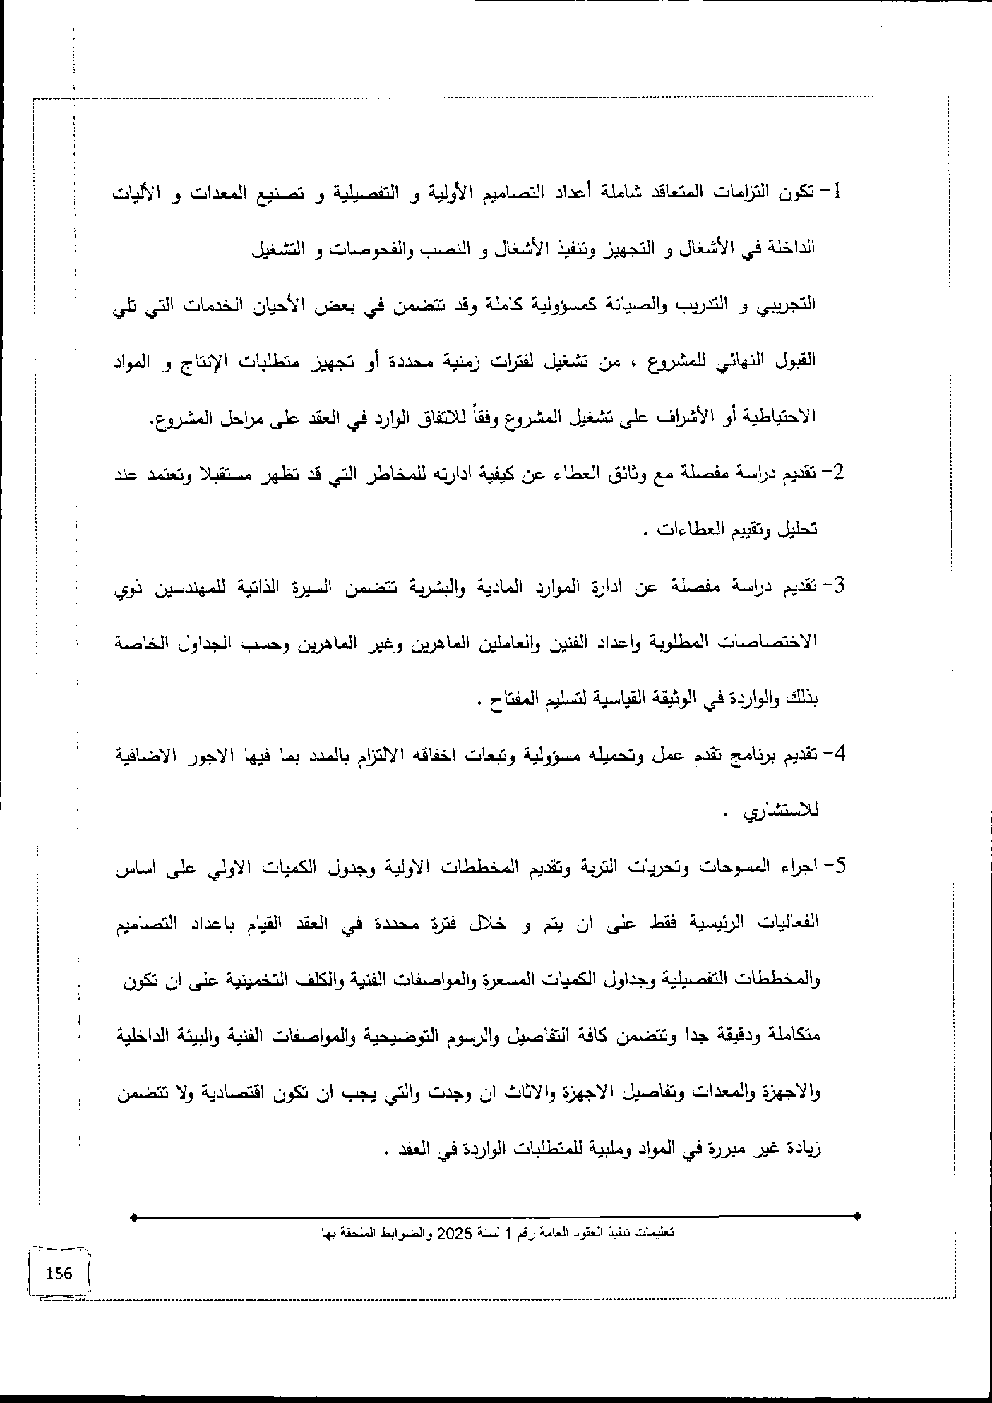 1- تكون التزامات المتعاقد شاملة أعداد التصاميم الأولية و التفصيلية و تصنيع المعدات و الأليات
الداخلة في الأشغال و التجهيز وتنفيذ الأشغال و النصب والفحوصات و التشغيل
التجريبي و التدريب والصيانة كمسؤولية كاملة وقد تتضمن في بعض الأحيان الخدمات التي تلي
القبول النهائي للمشروع ، من تشغيل لفترات زمنية محددة أو تجهيز متطلبات الإنتاج و المواد
الاحتياطية أو الأشراف على تشغيل المشروع وفقاً للاتفاق الوارد في العقد على مراحل المشروع.
2- تقديم دراسة مفصلة مع وثائق العطاء عن كيفية ادارته للمخاطر التي قد تظهر مستقبلا وتعتمد عند
تحليل وتقييم العطاءات .
3- تقديم دراسة مفصلة عن ادارة الموارد المادية والبشرية تتضمن السيرة الذاتية للمهندسين ذوي
الاختصاصات المطلوبة واعداد الفنين والعاملين الماهرين وغير الماهرين وحسب الجداول الخاصة
بذلك والواردة في الوثيقة القياسية لتسليم المفتاح .
4- تقديم برنامج تقدم عمل وتحميله مسؤولية وتبعات اخفاقه الالتزام بالمدد بما فيها الاجور الاضافية
للاستشاري .
5- اجراء المسوحات وتحريات التربة وتقديم المخططات الاولية وجدول الكميات الاولي على اساس
الفعاليات الرئيسية فقط على ان يتم و خلال فترة محددة في العقد القيام باعداد التصاميم
والمخططات التفصيلية وجداول الكميات المسعرة والمواصفات الفنية والكلف التخمينية على ان تكون
متكاملة ودقيقة جدا وتتضمن كافة التفاصيل والرسوم التوضيحية والمواصفات الفنية والبيئة الداخلية
والاجهزة والمعدات وتفاصيل الاجهزة والاثاث ان وجدت والتي يجب ان تكون اقتصادية ولا تتضمن
زيادة غير مبررة في المواد وملبية للمتطلبات الواردة في العقد .
تعليمات تنفيذ العقود العامة رقم 1 لسنة 2025 والضوابط الملحقة بها
156